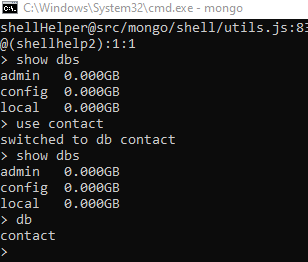 C:\Windows\System32\cmd.exe - mongo
shellHelper@src/mongo/shell/utils.js:83
@(shellhelp2):1:1
> show dbs
admin   0.000GB
config  0.000GB
local   0.000GB
> use contact
switched to db contact
> show dbs
admin   0.000GB
config  0.000GB
local   0.000GB
> db
contact
>